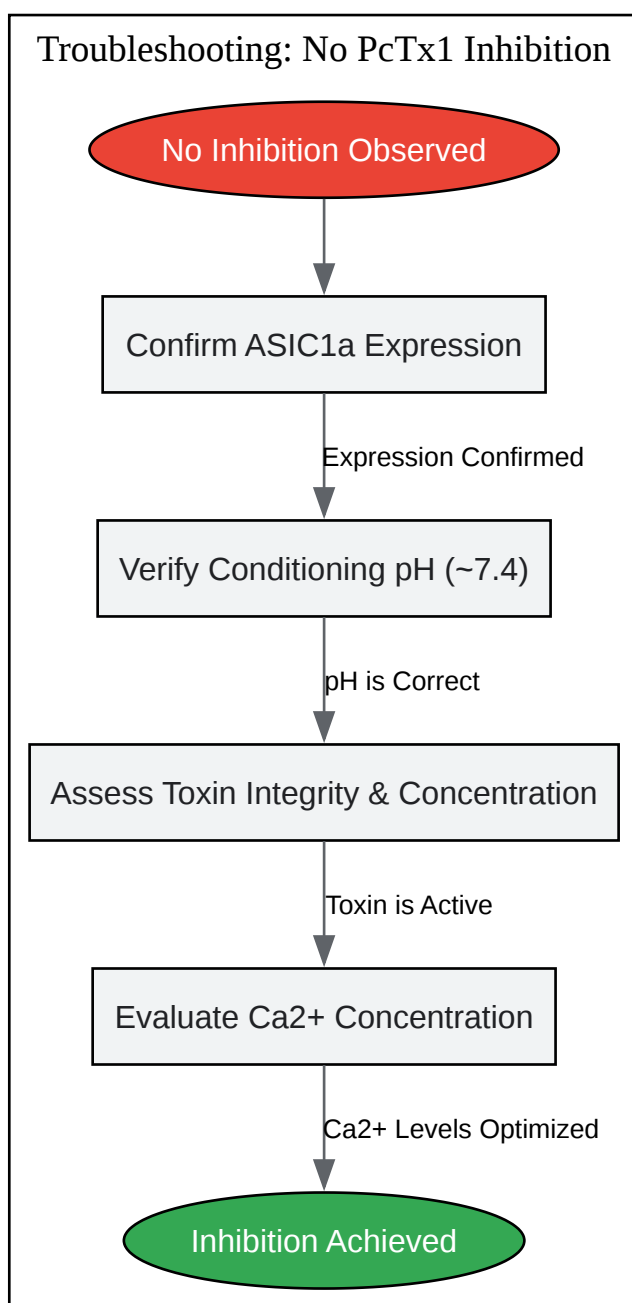 Troubleshooting: No PcTx1 Inhibition
No Inhibition Observed
Confirm ASIC1a Expression
Expression Confirmed
Verify Conditioning pH (~7.4)
pH is Correct
Assess Toxin Integrity & Concentration
Toxin is Active
Evaluate Ca2+ Concentration
Ca2+ Levels Optimized
Inhibition Achieved